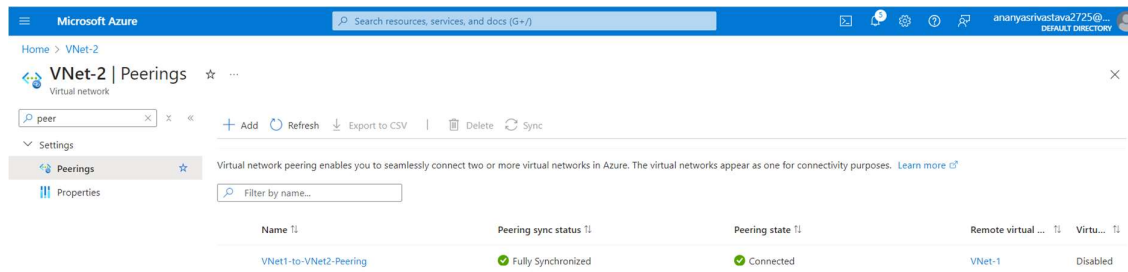 Microsoft Azure
Search resources, services, and docs (G+/)
5
ananyasrivastava2725@...
DEFAULT DIRECTORY
Home > VNet-2
VNet-2 | Peerings
Virtual network
peer
Add Refresh Export to CSV Delete Sync
Settings
Peerings
Properties
Virtual network peering enables you to seamlessly connect two or more virtual networks in Azure. The virtual networks appear as one for connectivity purposes. Learn more
Filter by name...
Name Peering sync status Peering state Remote virtual ... Virtu...
VNet1-to-VNet2-Peering Fully Synchronized Connected VNet-1 Disabled